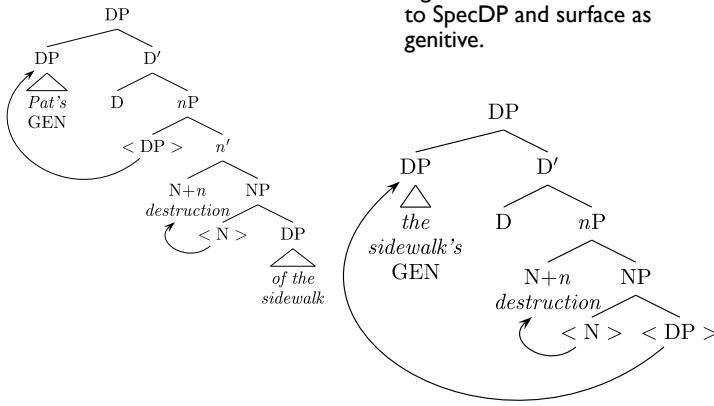 to SpecDP and surface as
genitive.
DP
DP D′
Pat's D nP
GEN
< DP > n′
N+n NP
destruction
< N > DP
of the
sidewalk
DP
DP D′
the D nP
sidewalk's
GEN N+n NP
destruction
< N > < DP >